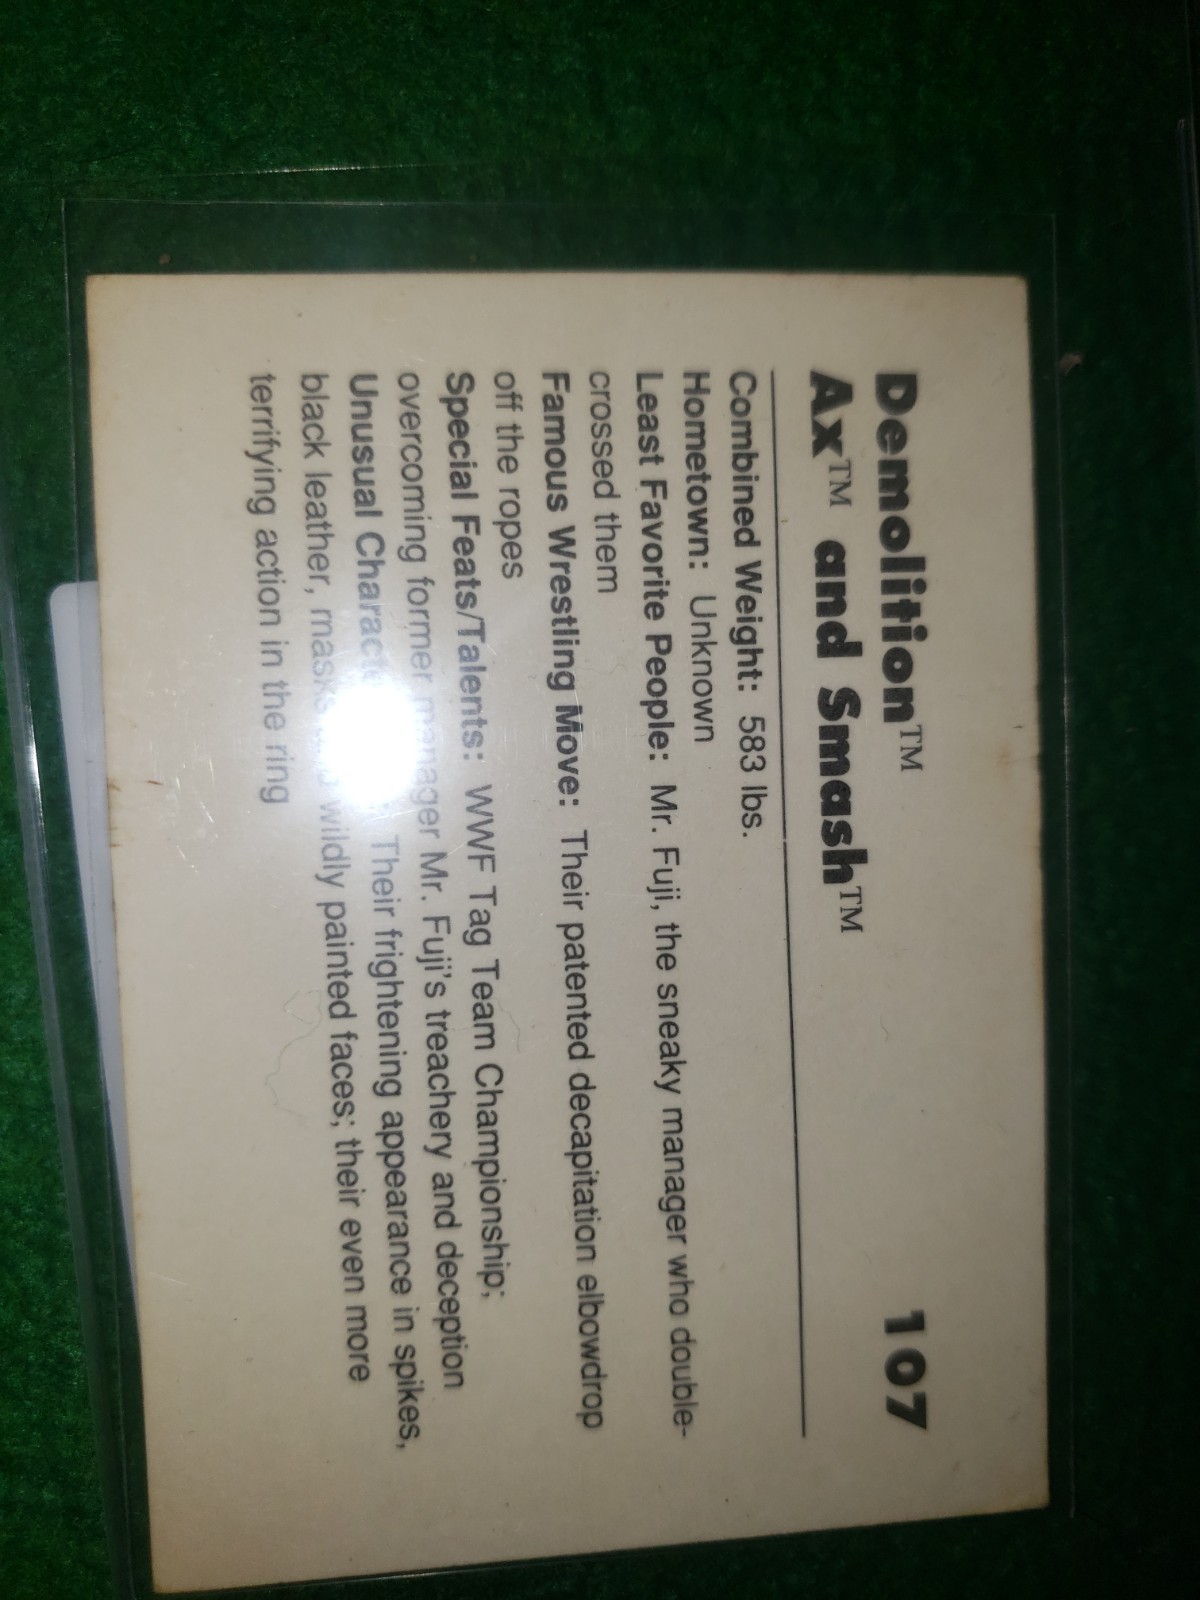 Demolition™ 107
Ax™ and Smash™
Combined Weight: 583 lbs.
Hometown: Unknown
Least Favorite People: Mr. Fuji, the sneaky manager who double-
crossed them
Famous Wrestling Move: Their patented decapitation elbowdrop
off the ropes
Special Feats/Talents: WWF Tag Team Championship;
overcoming former manager Mr. Fuji's treachery and deception
Unusual Their frightening appearance in spikes,
black leather, wildly painted faces; their even more
terrifying action in the ring